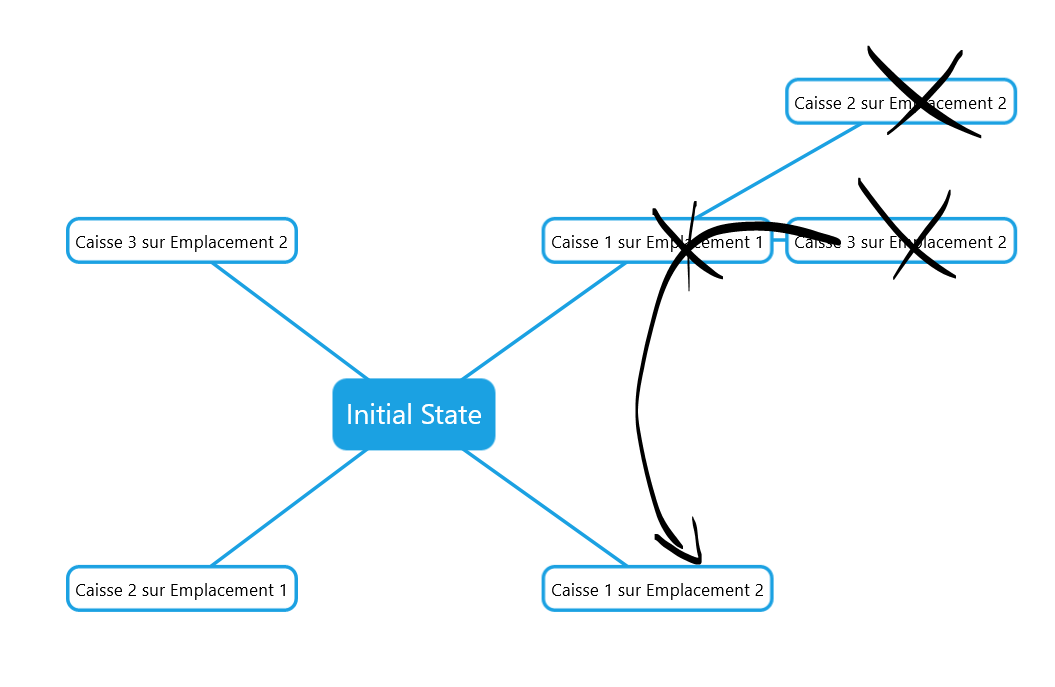 Caisse 2 sur Emplacement 2
Caisse 3 sur Emplacement 2
Caisse 1 sur Emplacement 1
Caisse 3 sur Emplacement 2
Initial State
Caisse 2 sur Emplacement 1
Caisse 1 sur Emplacement 2